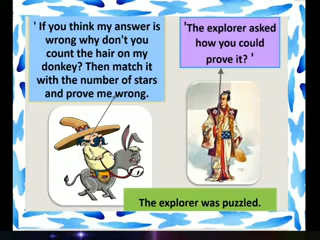 ' If you think my answer is
wrong why don't you
count the hair on my
donkey? Then match it
with the number of stars
and prove me wrong.
'The explorer asked
how you could
prove it? '
The explorer was puzzled.